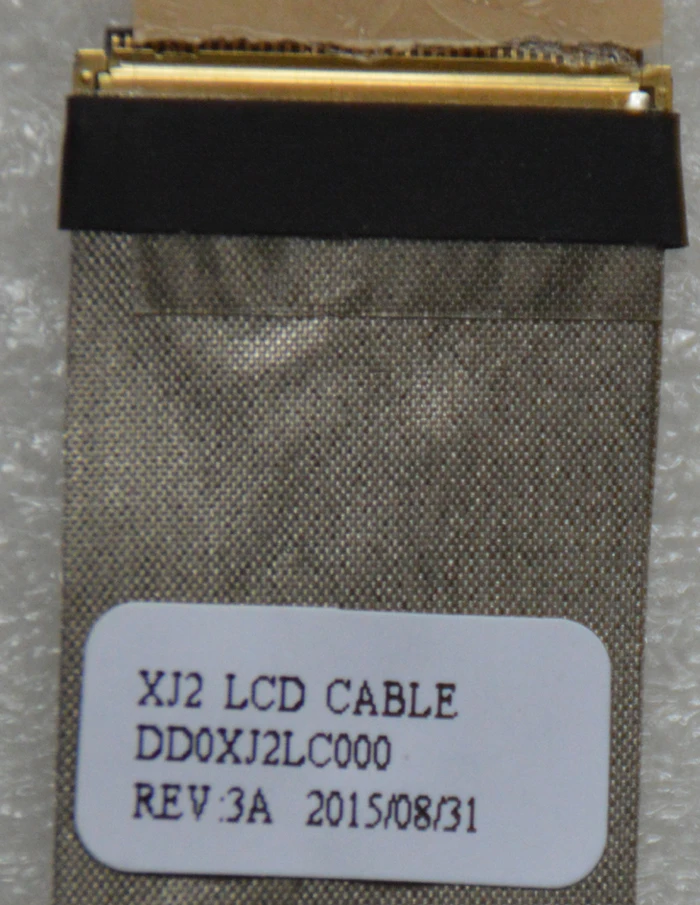 XJ2 LCD CABLE
DD0XJ2LC000
REV:3A 2015/08/31